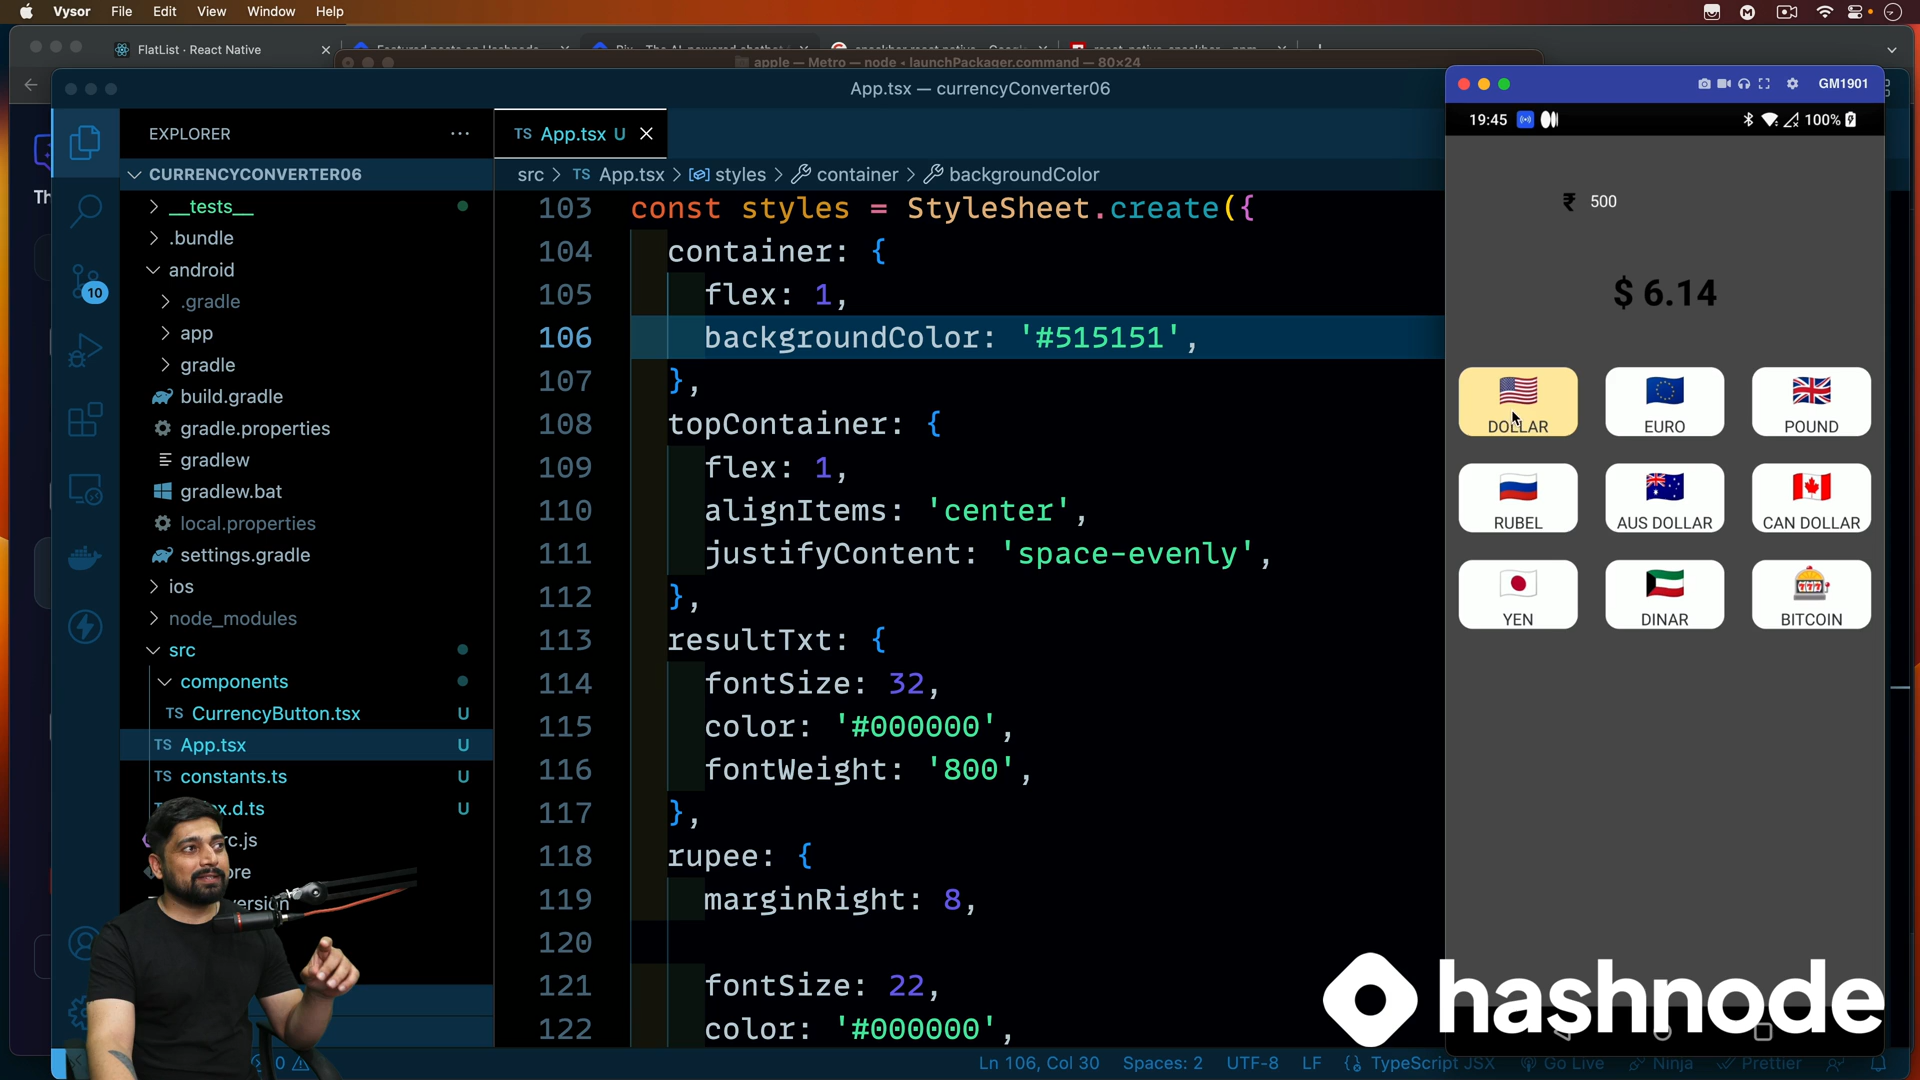 Vysor File Edit View Window Help
FlatList · React Native
apple — Metro — node ◂ launchPackager.command — 80×24
App.tsx — currencyConverter06
GM1901
EXPLORER
TS App.tsx U
CURRENCYCONVERTER06
src > TS App.tsx > styles > container > backgroundColor
__tests__
.bundle
android
.gradle
app
gradle
build.gradle
gradle.properties
gradlew
gradlew.bat
local.properties
settings.gradle
ios
node_modules
src
components
TS CurrencyButton.tsx U
TS App.tsx U
TS constants.ts U
x.d.ts U
10
103 const styles = StyleSheet.create({
104 container: {
105 flex: 1,
106 backgroundColor: '#515151',
107 },
108 topContainer: {
109 flex: 1,
110 alignItems: 'center',
111 justifyContent: 'space-evenly',
112 },
113 resultTxt: {
114 fontSize: 32,
115 color: '#000000',
116 fontWeight: '800',
117 },
118 rupee: {
119 marginRight: 8,
120
121 fontSize: 22,
122 color: '#000000',
19:45 100%
₹ 500
$ 6.14
DOLLAR EURO POUND
RUBEL AUS DOLLAR CAN DOLLAR
YEN DINAR BITCOIN
hashnode
0
Ln 106, Col 30 Spaces: 2 UTF-8 LF {} TypeScript JSX Go Live Ninja Prettier